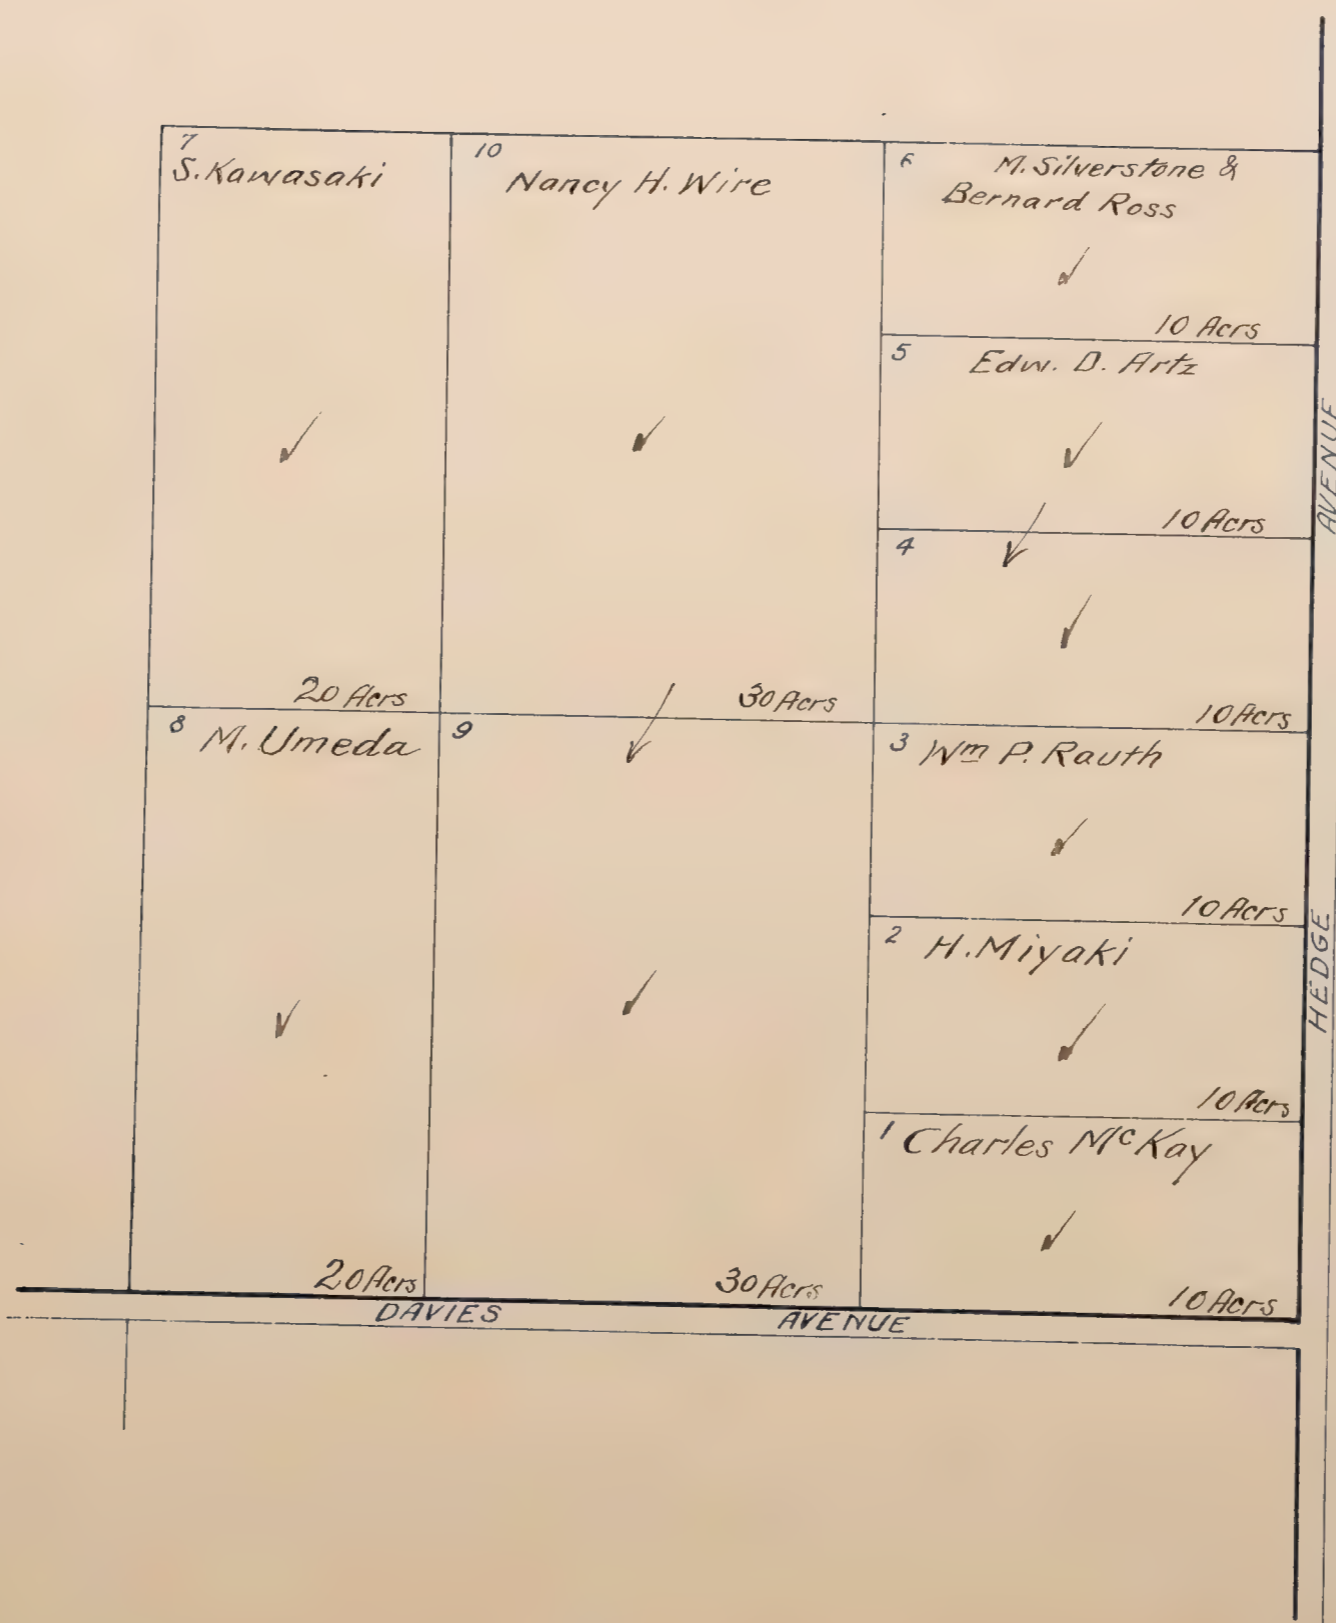 7
S. Kawasaki
20 Acrs
10
Nancy H. Wire
30 Acrs
6
M. Silverstone &
Bernard Ross
10 Acrs
5
Edw. D. Artz
10 Acrs
4
10 Acrs
8
M. Umeda
20 Acrs
9
30 Acrs
3
Wm P. Rauth
10 Acrs
2
H. Miyaki
10 Acrs
1
Charles McKay
10 Acrs
DAVIES AVENUE
HEDGE AVENUE